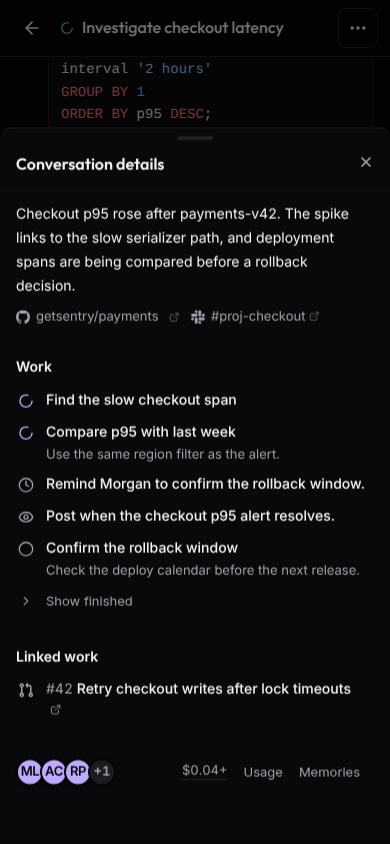 Investigate checkout latency
interval '2 hours'
GROUP BY 1
ORDER BY p95 DESC;
Conversation details
Checkout p95 rose after payments-v42. The spike
links to the slow serializer path, and deployment
spans are being compared before a rollback
decision.
getsentry/payments #proj-checkout
Work
Find the slow checkout span
Compare p95 with last week
Use the same region filter as the alert.
Remind Morgan to confirm the rollback window.
Post when the checkout p95 alert resolves.
Confirm the rollback window
Check the deploy calendar before the next release.
Show finished
Linked work
#42 Retry checkout writes after lock timeouts
ML AC RP +1 $0.04+ Usage Memories